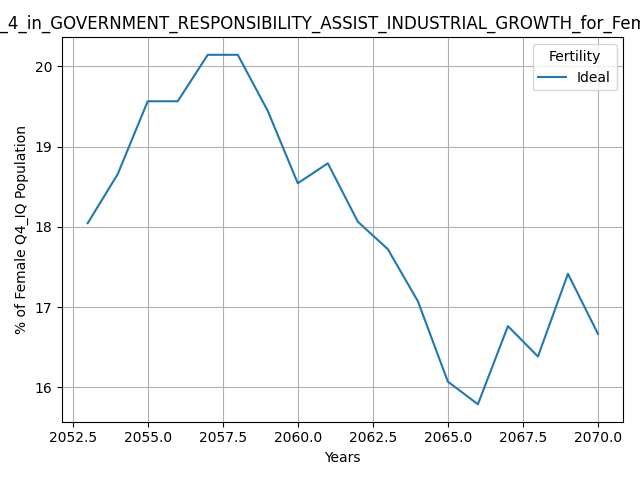 _4_in_GOVERNMENT_RESPONSIBILITY_ASSIST_INDUSTRIAL_GROWTH_for_Fem
Fertility
Ideal
20
19
18
17
16
% of Female Q4_IQ Population
2052.5 2055.0 2057.5 2060.0 2062.5 2065.0 2067.5 2070.0
Years